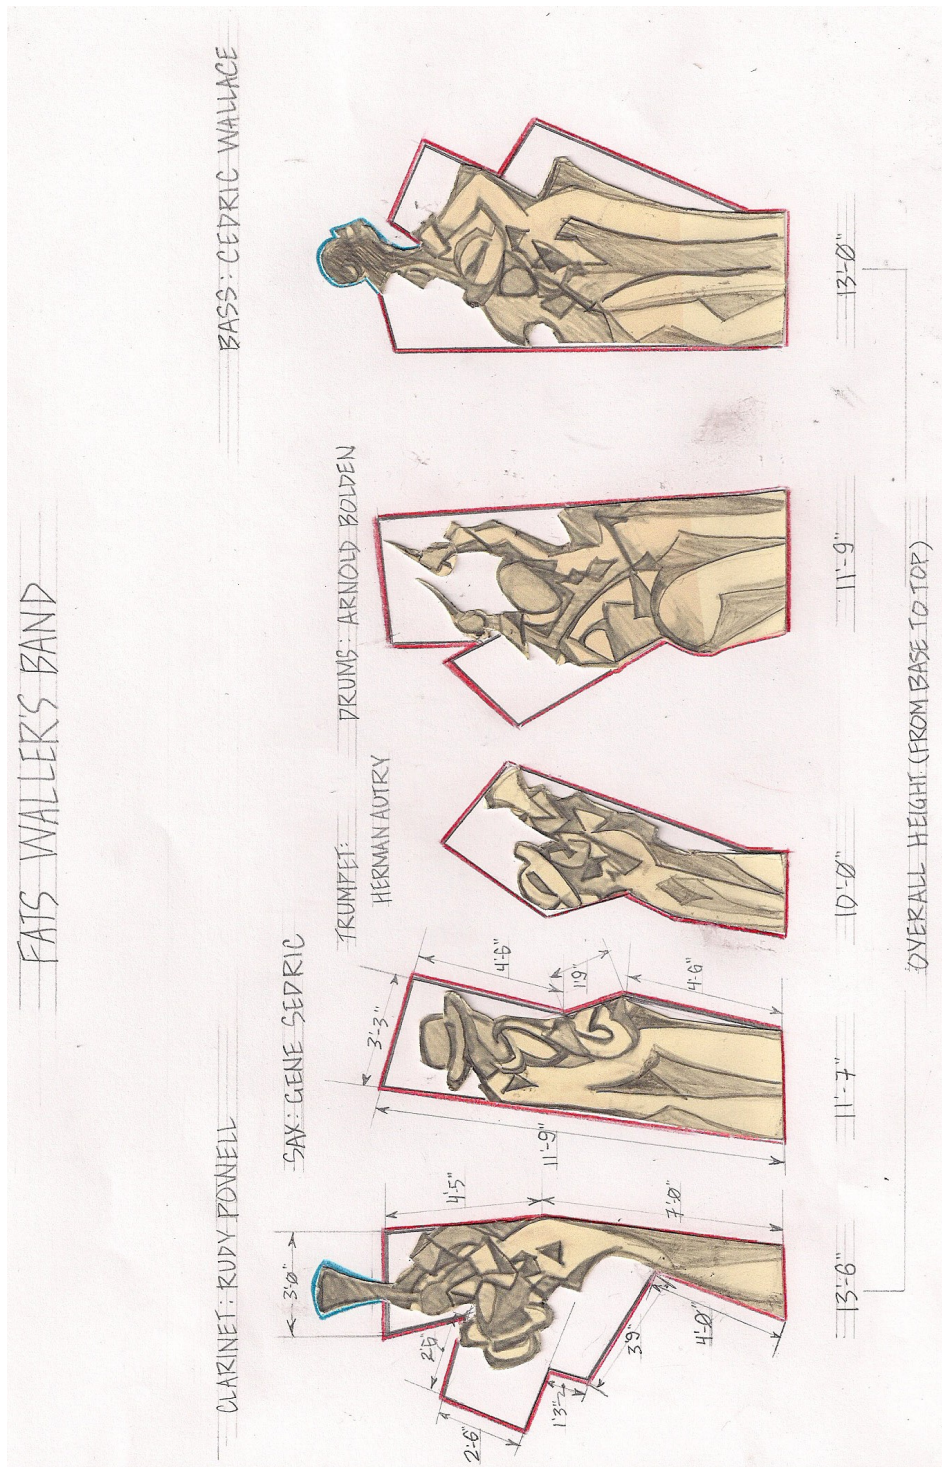 FATS WALLER'S BAND
CLARINET: RUDY POWELL
SAX: GENE SEDRIC
TRUMPET:
HERMAN AUTRY
DRUMS: ARNOLD BOLDEN
BASS: CEDRIC WALLACE
3'-0"
4'-5"
7'-0"
2'-6"
2'-6"
1'3"
3'9"
4'-0"
3'-3"
11'-9"
4'-6"
1'9"
4'-6"
13'-6"
11'-7"
10'-0"
11'-9"
13'-0"
OVERALL HEIGHT (FROM BASE TO TOP)